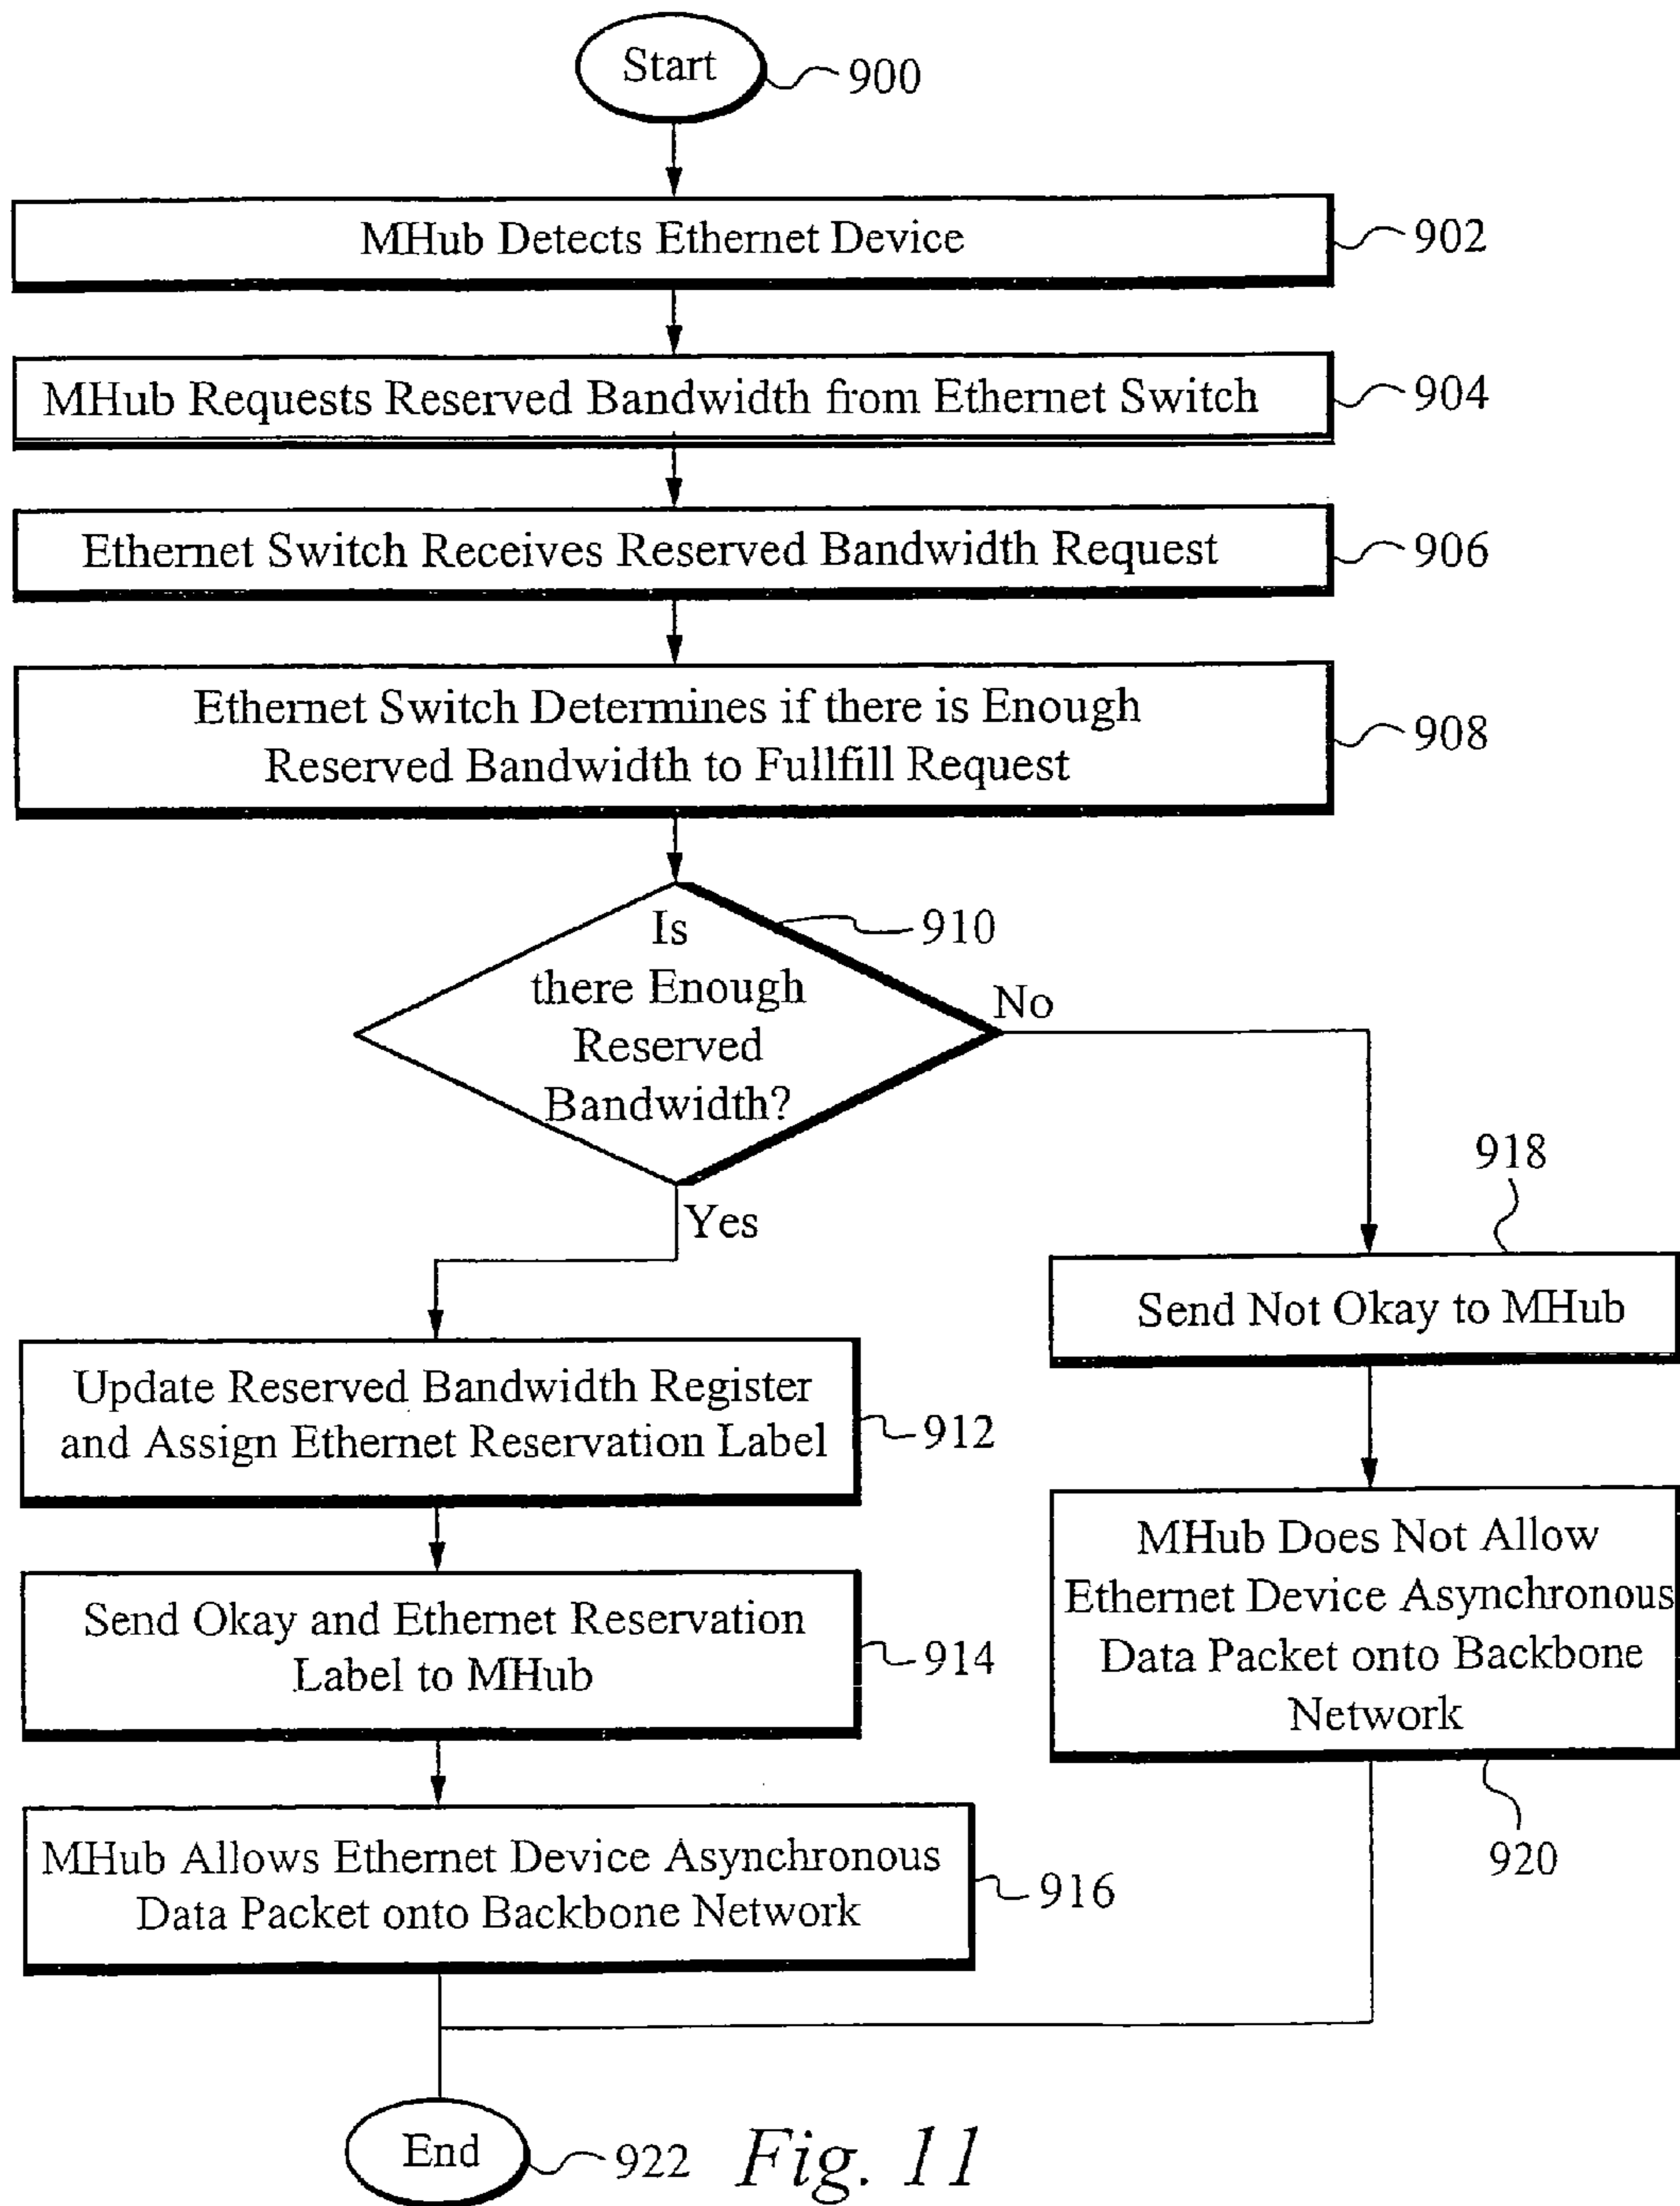 Start
900
MHub Detects Ethernet Device
902
MHub Requests Reserved Bandwidth from Ethernet Switch
904
Ethernet Switch Receives Reserved Bandwidth Request
906
Ethernet Switch Determines if there is Enough
Reserved Bandwidth to Fullfill Request
908
Is
there Enough
Reserved
Bandwidth?
910
No
Yes
918
Send Not Okay to MHub
Update Reserved Bandwidth Register
and Assign Ethernet Reservation Label
912
MHub Does Not Allow
Ethernet Device Asynchronous
Data Packet onto Backbone
Network
920
Send Okay and Ethernet Reservation
Label to MHub
914
MHub Allows Ethernet Device Asynchronous
Data Packet onto Backbone Network
916
End
922
Fig. 11